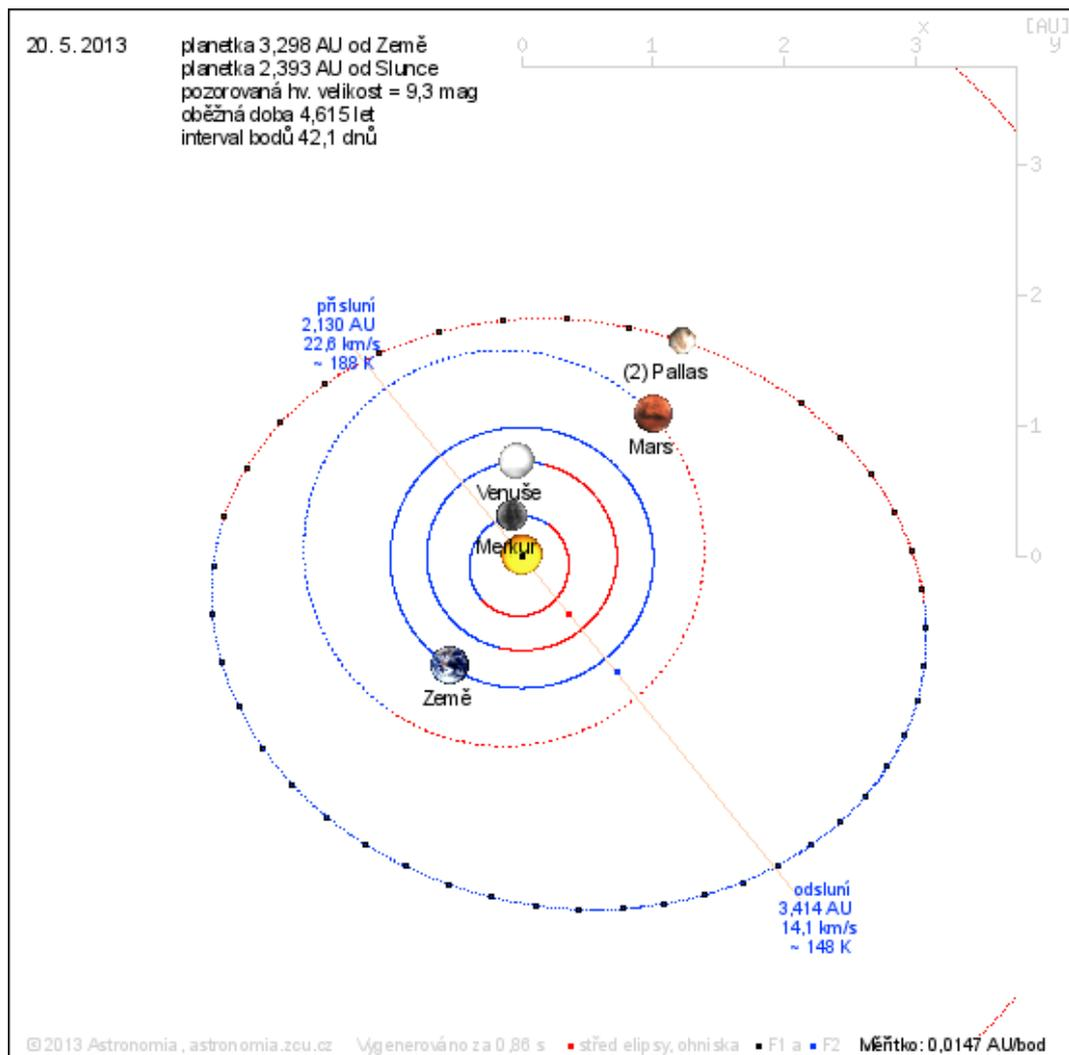 20. 5. 2013
planetka 3,298 AU od Země
planetka 2,393 AU od Slunce
pozorovaná hv. velikost = 9,3 mag
oběžná doba 4,615 let
interval bodů 42,1 dnů
x [AU]
0 1 2 3 y
3
2
1
0
přísluní
2,130 AU
22,6 km/s
~ 188 K
(2) Pallas
Mars
Venuše
Merkur
Země
odsluní
3,414 AU
14,1 km/s
~ 148 K
©2013 Astronomia, astronomia.zcu.cz Vygenerováno za 0,86 s střed elipsy, ohniska F1 a F2 Měřítko: 0,0147 AU/bod